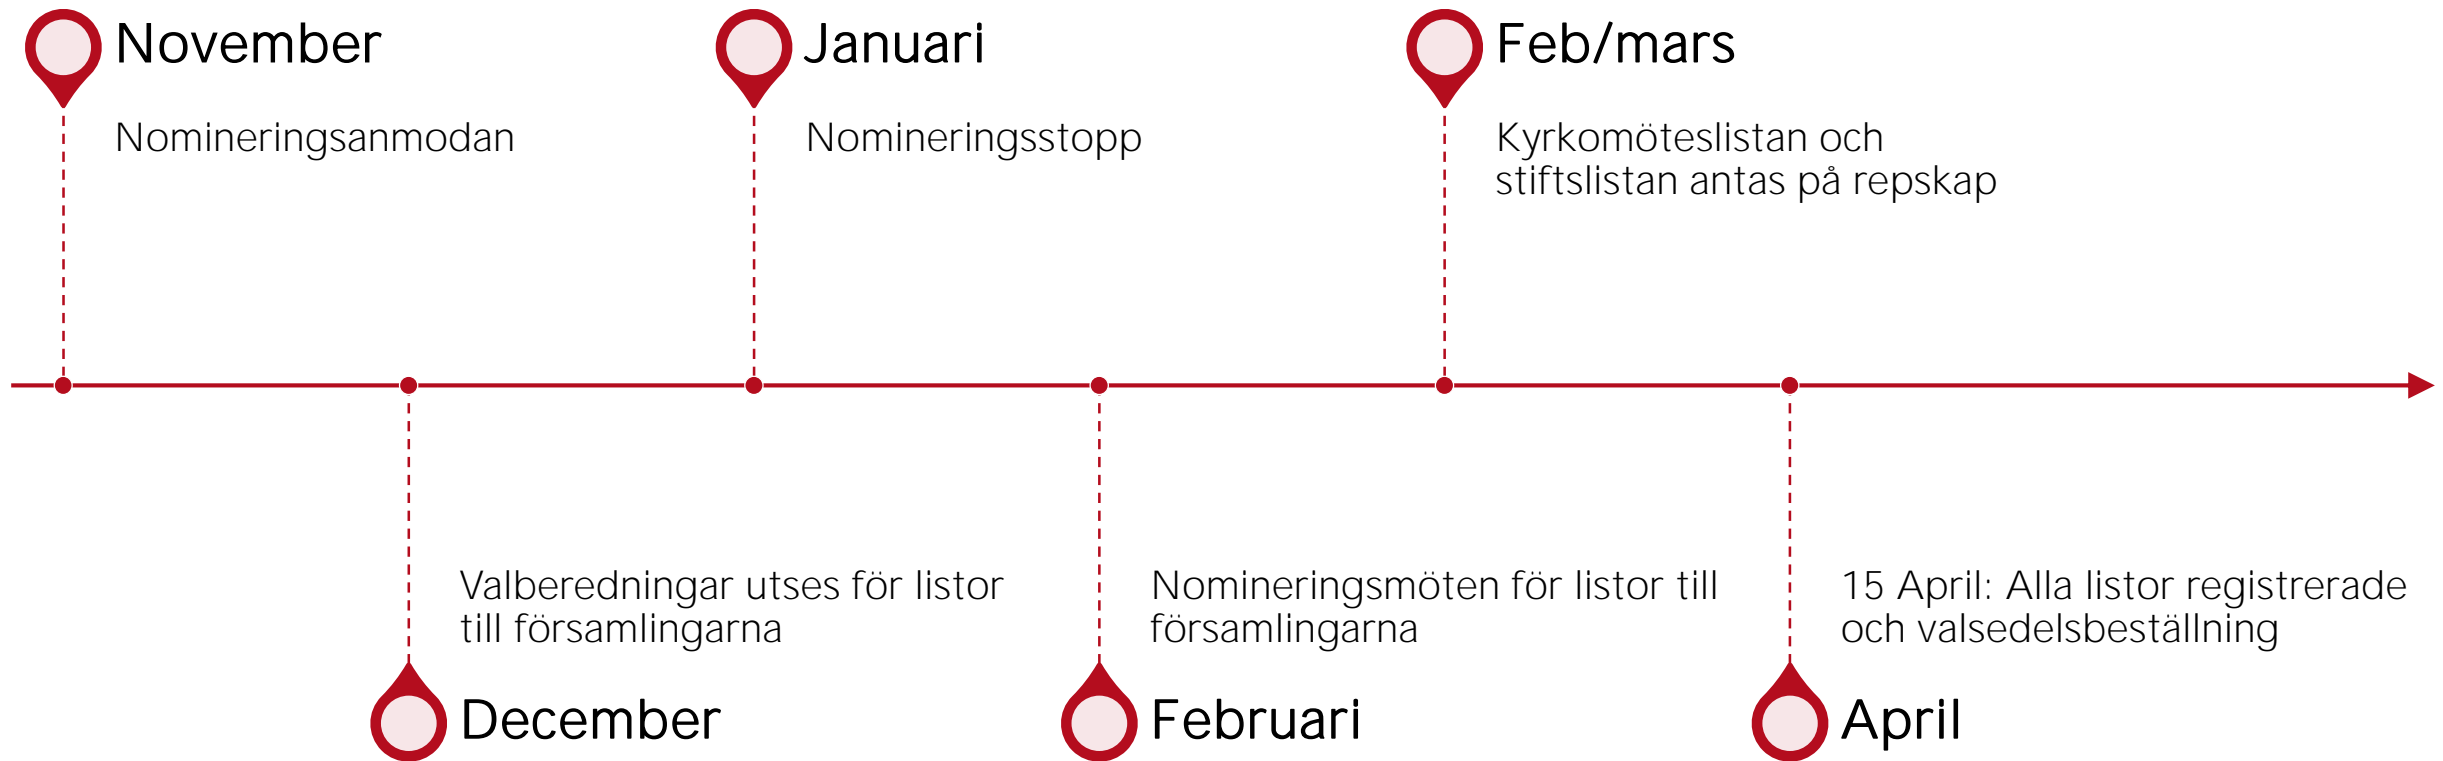 November
Nomineringsanmodan
Januari
Nomineringsstopp
Feb/mars
Kyrkomöteslistan och
stiftslistan antas på repskap
Valberedningar utses för listor
till församlingarna
December
Nomineringsmöten för listor till
församlingarna
Februari
15 April: Alla listor registrerade
och valsedelsbeställning
April